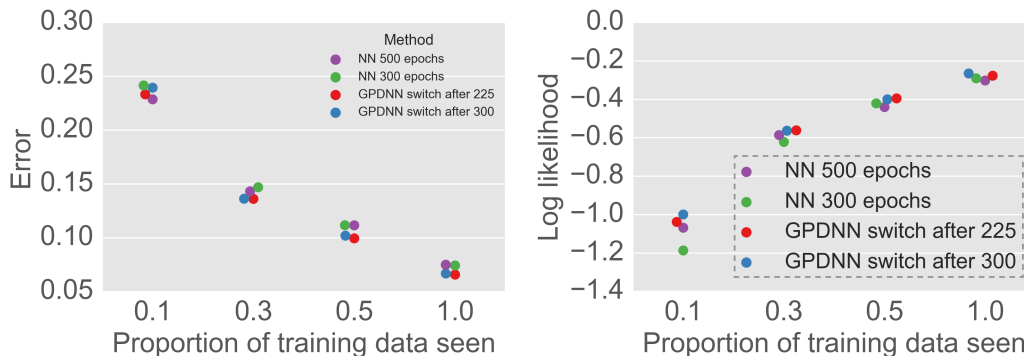 0.30
0.25
0.20
0.15
0.10
0.05
Error
Method
NN 500 epochs
NN 300 epochs
GPDNN switch after 225
GPDNN switch after 300
0.1 0.3 0.5 1.0
Proportion of training data seen
0.0
−0.2
−0.4
−0.6
−0.8
−1.0
−1.2
−1.4
Log likelihood
NN 500 epochs
NN 300 epochs
GPDNN switch after 225
GPDNN switch after 300
0.1 0.3 0.5 1.0
Proportion of training data seen